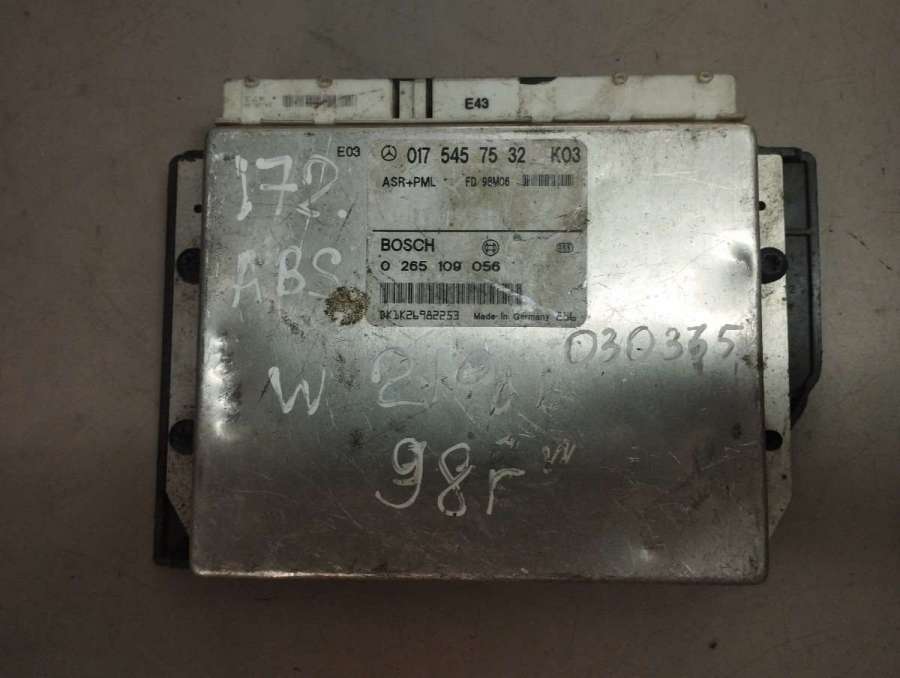 E43
E03
017 545 75 32 K03
ASR+PML FD 98M06
BOSCH
0 265 109 056
Made in Germany
172.
ABS
030335
W 210
98г